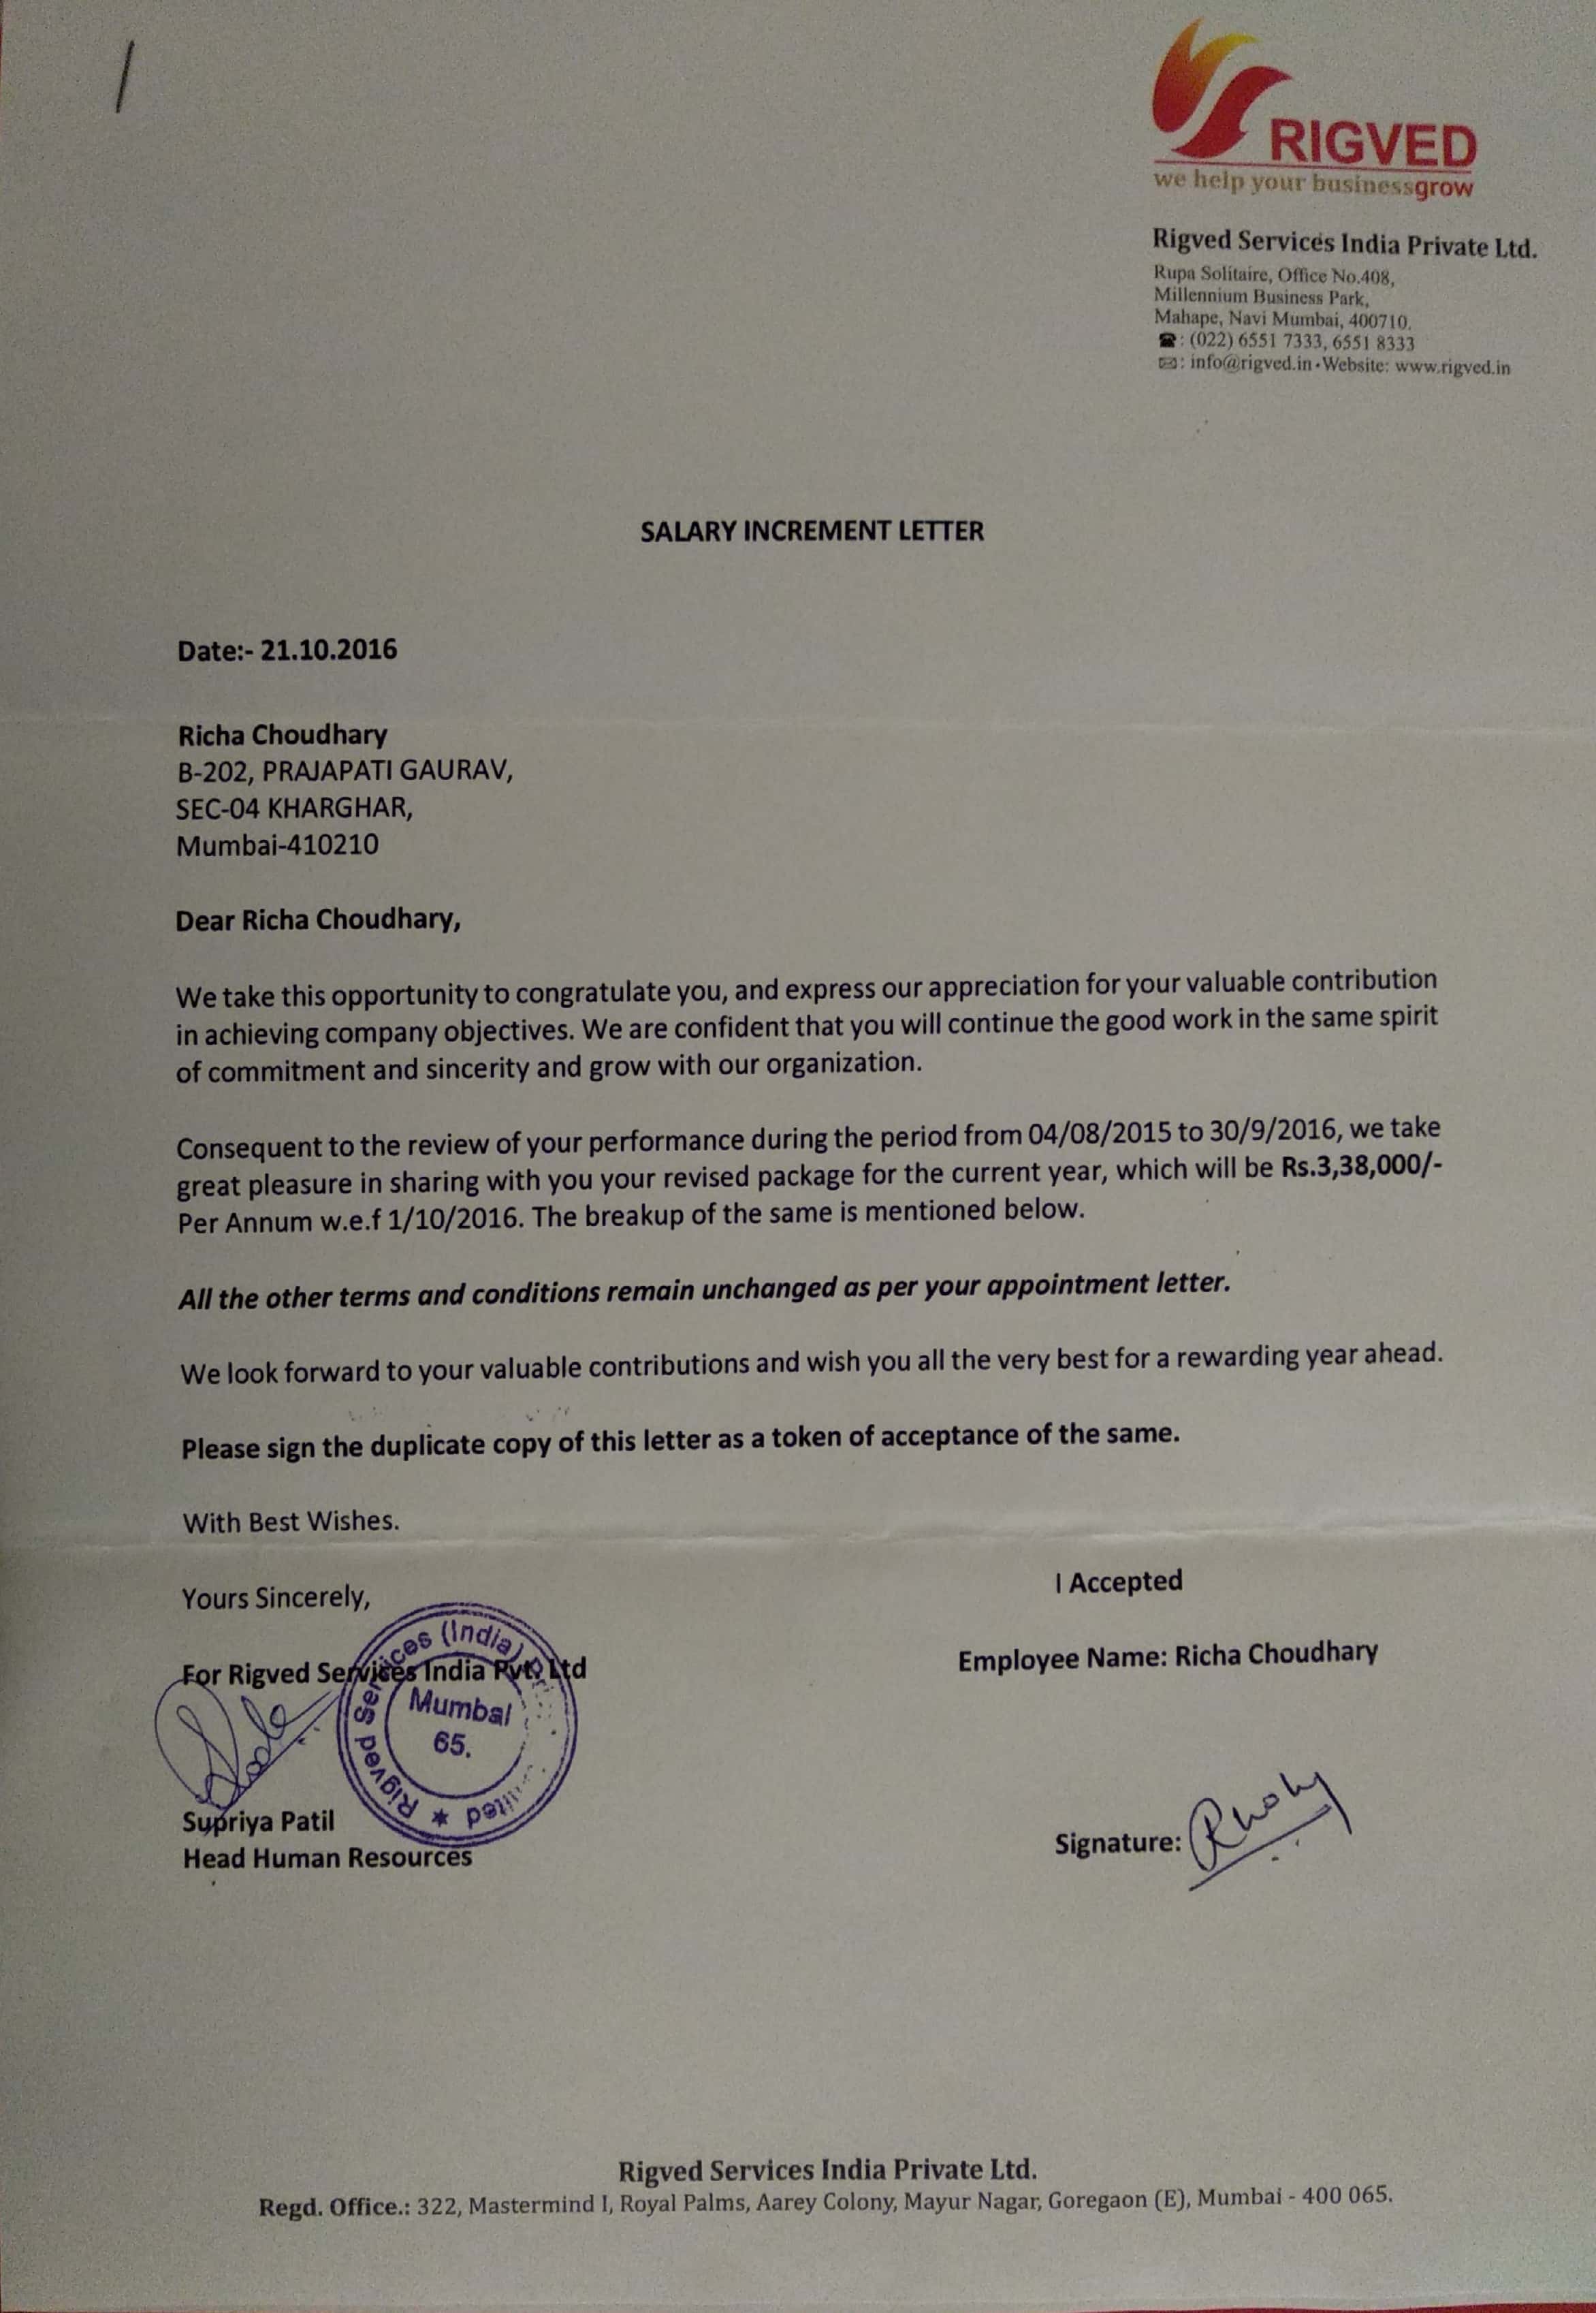 RIGVED
we help your businessgrow
Rigved Services India Private Ltd.
Rupa Solitaire, Office No.408,
Millennium Business Park,
Mahape, Navi Mumbai, 400710.
☎: (022) 6551 7333, 6551 8333
✉: info@rigved.in • Website: www.rigved.in
SALARY INCREMENT LETTER
Date:- 21.10.2016
Richa Choudhary
B-202, PRAJAPATI GAURAV,
SEC-04 KHARGHAR,
Mumbai-410210
Dear Richa Choudhary,
We take this opportunity to congratulate you, and express our appreciation for your valuable contribution
in achieving company objectives. We are confident that you will continue the good work in the same spirit
of commitment and sincerity and grow with our organization.
Consequent to the review of your performance during the period from 04/08/2015 to 30/9/2016, we take
great pleasure in sharing with you your revised package for the current year, which will be Rs.3,38,000/-
Per Annum w.e.f 1/10/2016. The breakup of the same is mentioned below.
All the other terms and conditions remain unchanged as per your appointment letter.
We look forward to your valuable contributions and wish you all the very best for a rewarding year ahead.
Please sign the duplicate copy of this letter as a token of acceptance of the same.
With Best Wishes.
Yours Sincerely,
I Accepted
For Rigved Services India Pvt. Ltd
Employee Name: Richa Choudhary
Rigved Services (India)
Mumbai
65.
Supriya Patil
Head Human Resources
Signature:
Rigved Services India Private Ltd.
Regd. Office.: 322, Mastermind I, Royal Palms, Aarey Colony, Mayur Nagar, Goregaon (E), Mumbai - 400 065.